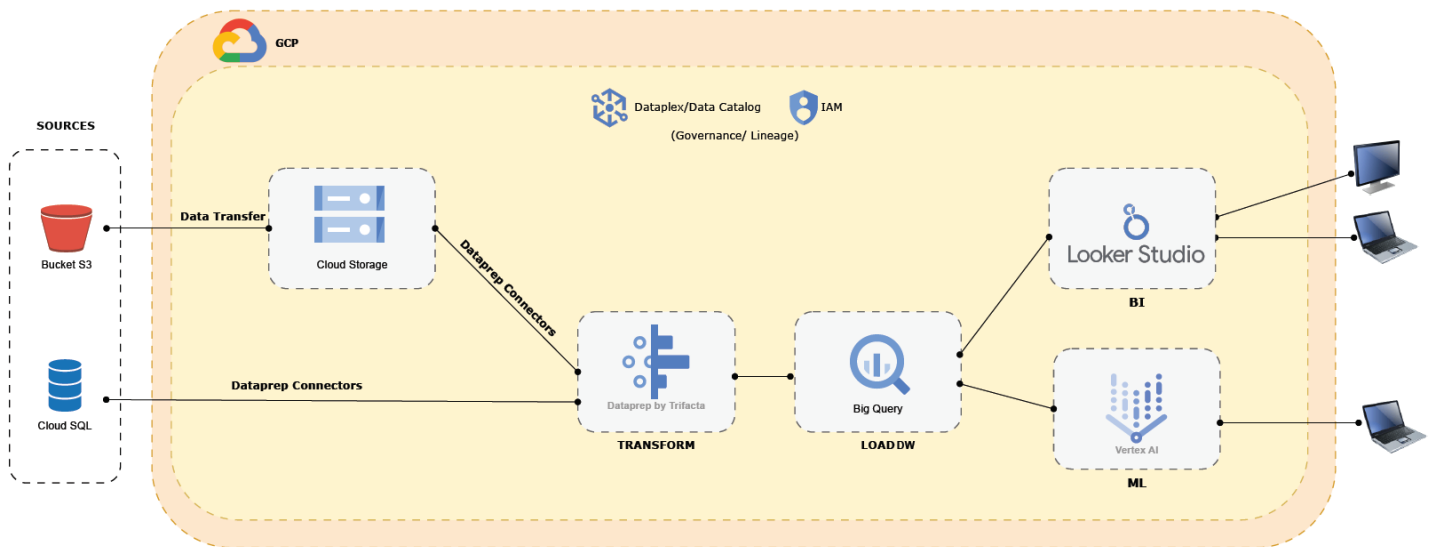 GCP
SOURCES
Dataplex/Data Catalog
IAM
(Governance/ Lineage)
Bucket S3
Data Transfer
Cloud Storage
Dataprep Connectors
Looker Studio
BI
Cloud SQL
Dataprep Connectors
Dataprep by Trifacta
TRANSFORM
Big Query
LOAD DW
Vertex AI
ML